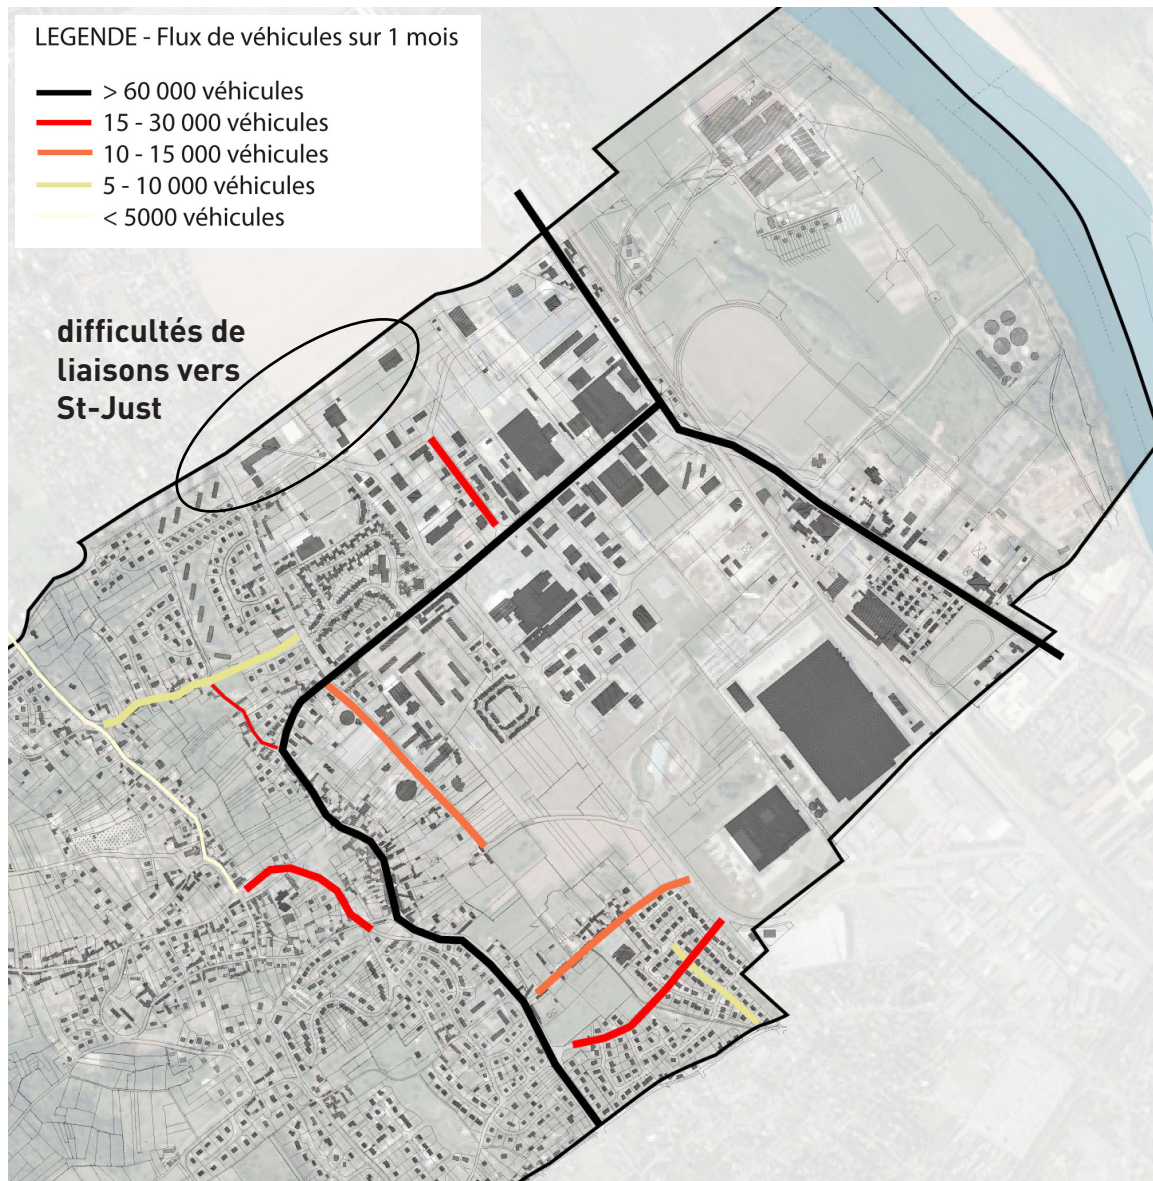 LEGENDE - Flux de véhicules sur 1 mois
> 60 000 véhicules
15 - 30 000 véhicules
10 - 15 000 véhicules
5 - 10 000 véhicules
< 5000 véhicules
difficultés de
liaisons vers
St-Just